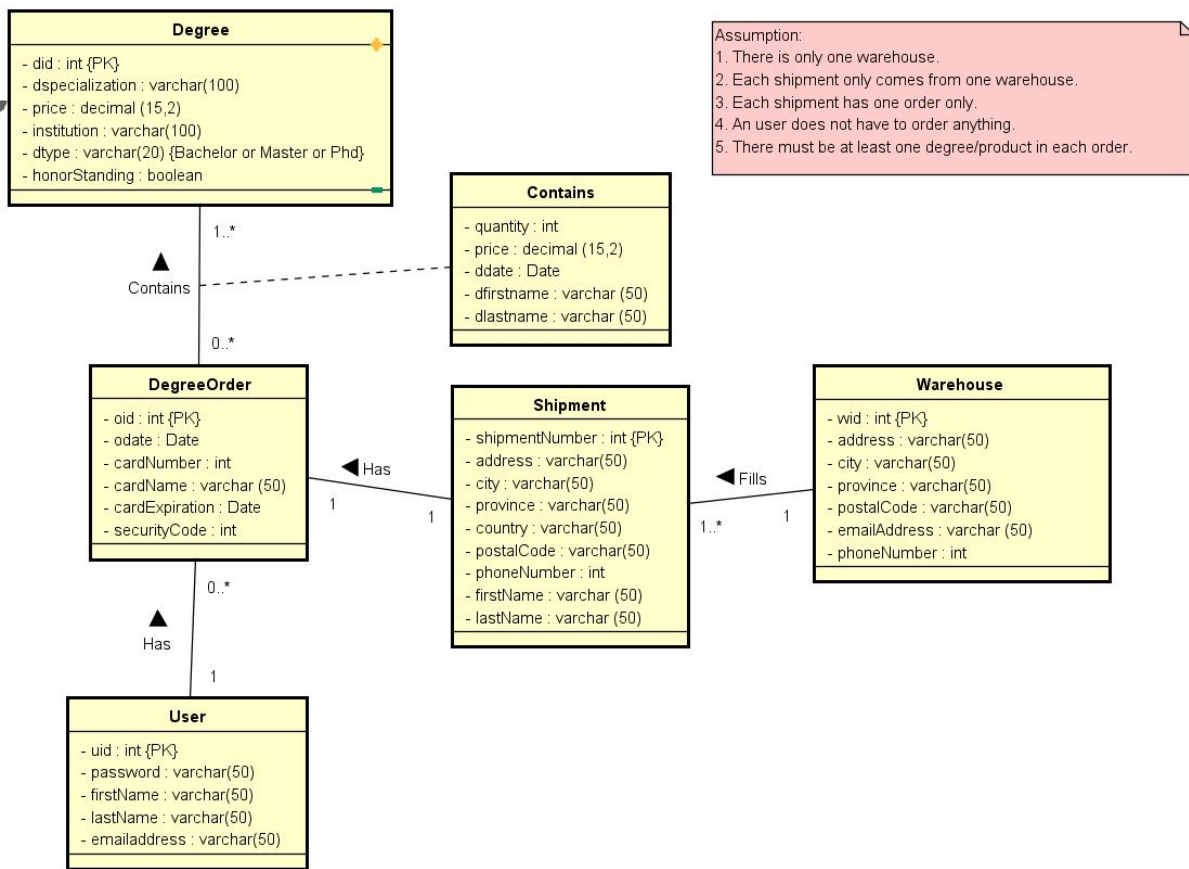 Degree
- did : int {PK}
- dspecialization : varchar(100)
- price : decimal (15,2)
- institution : varchar(100)
- dtype : varchar(20) {Bachelor or Master or Phd}
- honorStanding : boolean
Assumption:
1. There is only one warehouse.
2. Each shipment only comes from one warehouse.
3. Each shipment has one order only.
4. An user does not have to order anything.
5. There must be at least one degree/product in each order.
1..*
▲
Contains
0..*
Contains
- quantity : int
- price : decimal (15,2)
- ddate : Date
- dfirstname : varchar (50)
- dlastname : varchar (50)
DegreeOrder
- oid : int {PK}
- odate : Date
- cardNumber : int
- cardName : varchar (50)
- cardExpiration : Date
- securityCode : int
◀ Has
1
1
Shipment
- shipmentNumber : int {PK}
- address : varchar(50)
- city : varchar(50)
- province : varchar(50)
- country : varchar(50)
- postalCode : varchar(50)
- phoneNumber : int
- firstName : varchar (50)
- lastName : varchar (50)
◀ Fills
1..*
1
Warehouse
- wid : int {PK}
- address : varchar(50)
- city : varchar(50)
- province : varchar(50)
- postalCode : varchar(50)
- emailAddress : varchar (50)
- phoneNumber : int
0..*
▲
Has
1
User
- uid : int {PK}
- password : varchar(50)
- firstName : varchar(50)
- lastName : varchar(50)
- emailaddress : varchar(50)